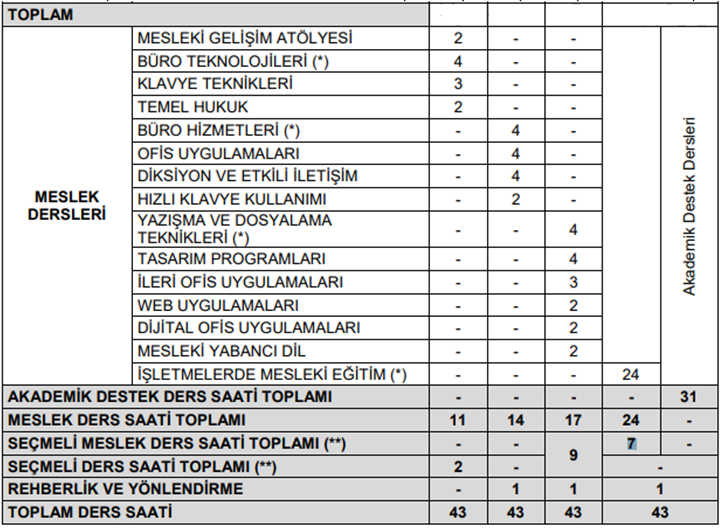 TOPLAM
MESLEK DERSLERİ
MESLEKİ GELİŞİM ATÖLYESİ 2 - -
BÜRO TEKNOLOJİLERİ (*) 4 - -
KLAVYE TEKNİKLERİ 3 - -
TEMEL HUKUK 2 - -
BÜRO HİZMETLERİ (*) - 4 -
OFİS UYGULAMALARI - 4 -
DİKSİYON VE ETKİLİ İLETİŞİM - 4 -
HIZLI KLAVYE KULLANIMI - 2 -
YAZIŞMA VE DOSYALAMA
TEKNİKLERİ (*) - - 4
TASARIM PROGRAMLARI - - 4
İLERİ OFİS UYGULAMALARI - - 3
WEB UYGULAMALARI - - 2
DİJİTAL OFİS UYGULAMALARI - - 2
MESLEKİ YABANCI DİL - - 2
İŞLETMELERDE MESLEKİ EĞİTİM (*) - - - 24
Akademik Destek Dersleri
AKADEMİK DESTEK DERS SAATİ TOPLAMI - - - - 31
MESLEK DERS SAATİ TOPLAMI 11 14 17 24 -
SEÇMELİ MESLEK DERS SAATİ TOPLAMI (**) - - 9 7 -
SEÇMELİ DERS SAATİ TOPLAMI (**) 2 - -
REHBERLİK VE YÖNLENDİRME - 1 1 1
TOPLAM DERS SAATİ 43 43 43 43